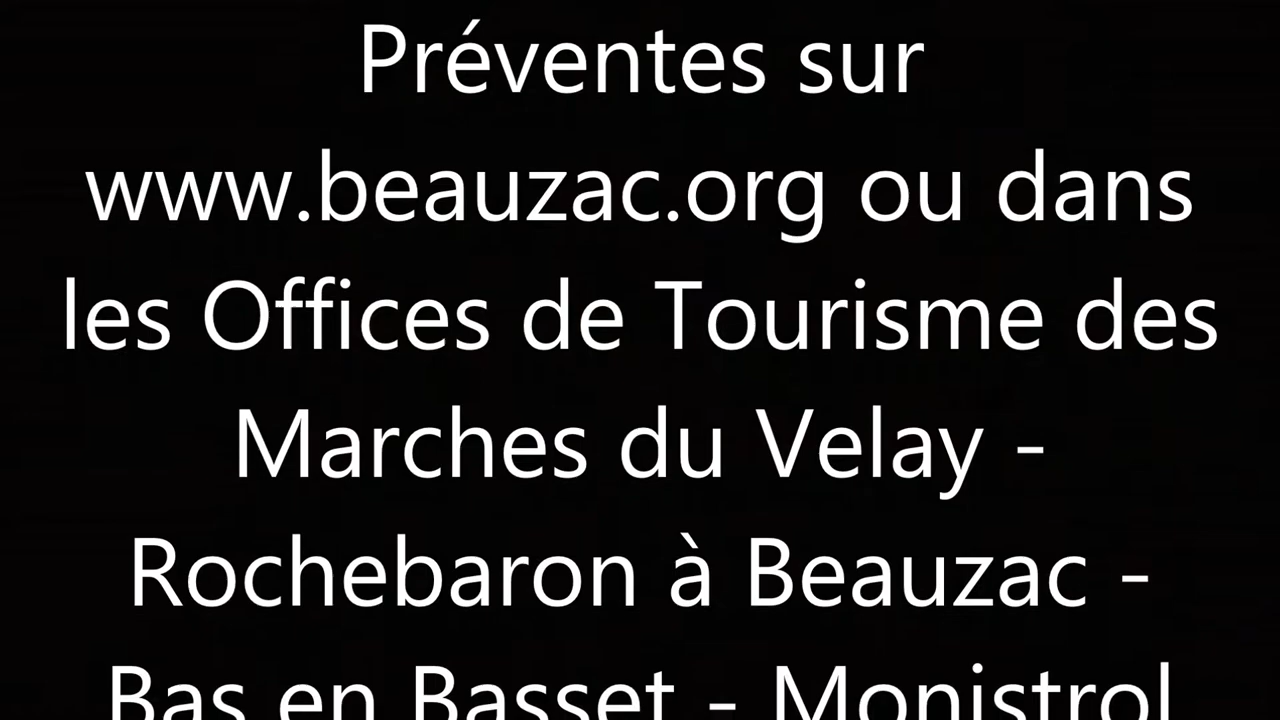 Préventes sur
www.beauzac.org ou dans
les Offices de Tourisme des
Marches du Velay -
Rochebaron à Beauzac -
Bas en Basset - Monistrol